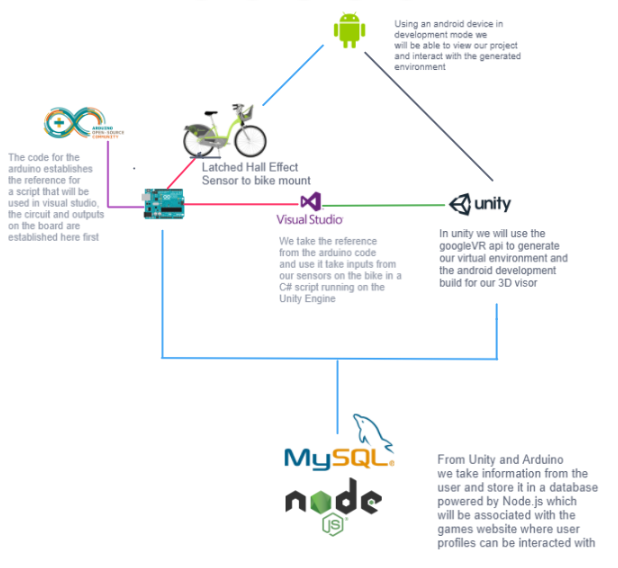 Using an android device in
development mode we
will be able to view our project
and interact with the generated
environment
ARDUINO
OPEN-SOURCE
COMMUNITY
The code for the
arduino establishes
the reference for
a script that will be
used in visual studio,
the circuit and outputs
on the board are
established here first
Latched Hall Effect
Sensor to bike mount
Visual Studio
We take the reference
from the arduino code
and use it take inputs from
our sensors on the bike in a
C# script running on the
Unity Engine
unity
In unity we will use the
googleVR api to generate
our virtual environment and
the android development
build for our 3D visor
MySQL®
node
JS®
From Unity and Arduino
we take information from the
user and store it in a database
powered by Node.js which
will be associated with the
games website where user
profiles can be interacted with